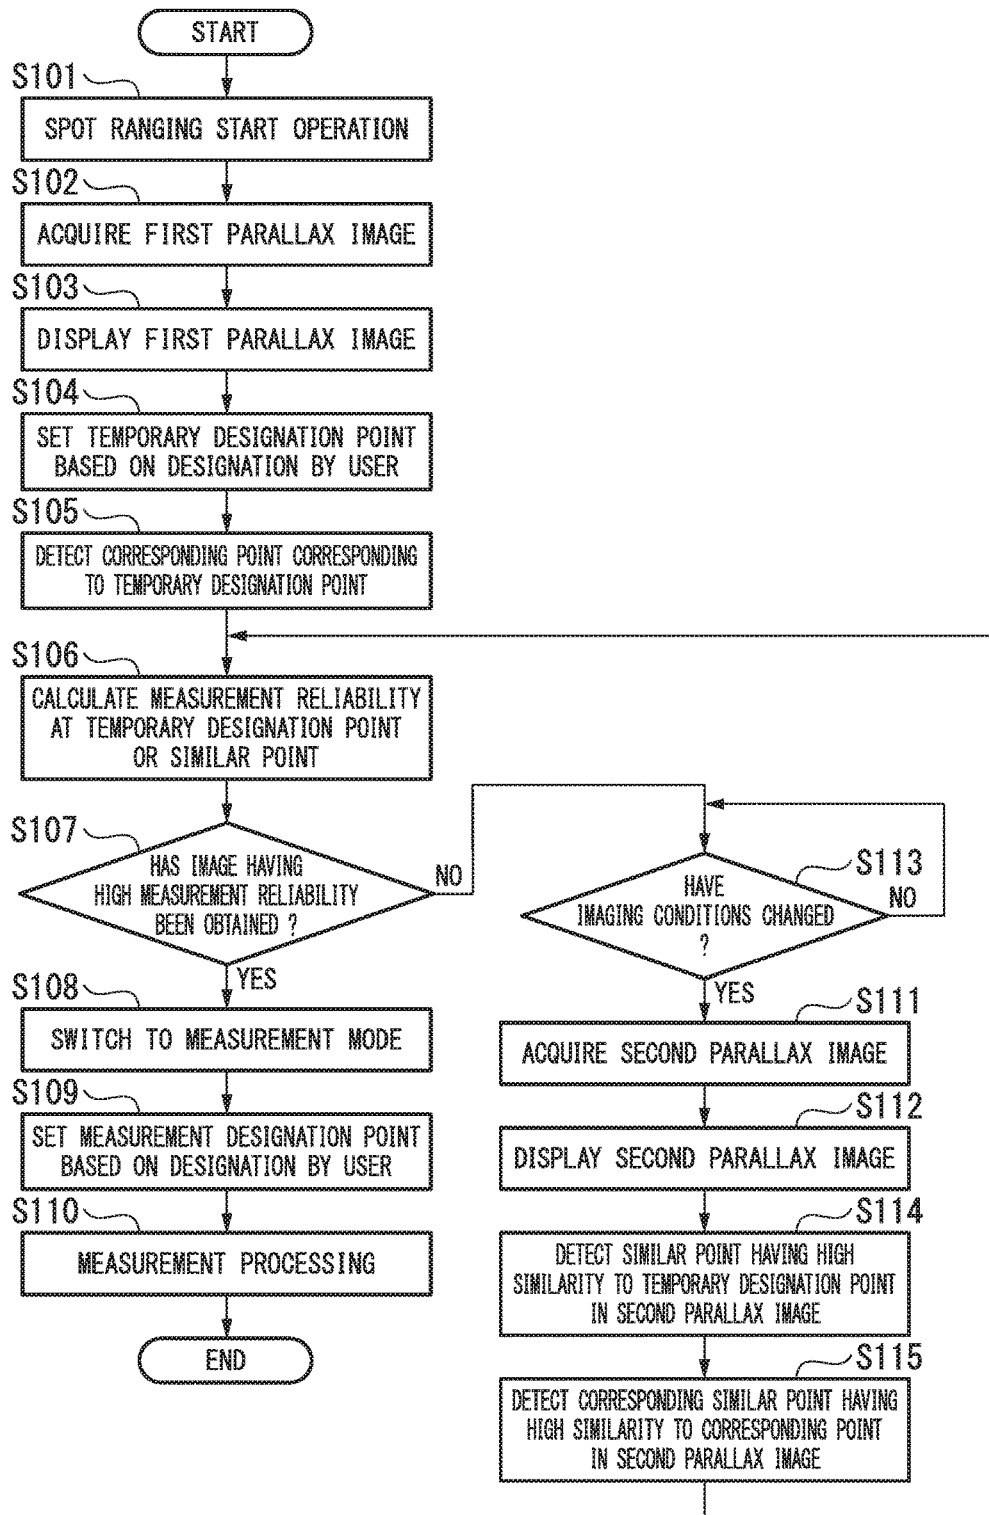 START
S101
SPOT RANGING START OPERATION
S102
ACQUIRE FIRST PARALLAX IMAGE
S103
DISPLAY FIRST PARALLAX IMAGE
S104
SET TEMPORARY DESIGNATION POINT
BASED ON DESIGNATION BY USER
S105
DETECT CORRESPONDING POINT CORRESPONDING
TO TEMPORARY DESIGNATION POINT
S106
CALCULATE MEASUREMENT RELIABILITY
AT TEMPORARY DESIGNATION POINT
OR SIMILAR POINT
S107
HAS IMAGE HAVING
HIGH MEASUREMENT RELIABILITY
BEEN OBTAINED ?
NO
YES
S108
SWITCH TO MEASUREMENT MODE
S109
SET MEASUREMENT DESIGNATION POINT
BASED ON DESIGNATION BY USER
S110
MEASUREMENT PROCESSING
END
S113
HAVE
IMAGING CONDITIONS CHANGED
?
NO
YES
S111
ACQUIRE SECOND PARALLAX IMAGE
S112
DISPLAY SECOND PARALLAX IMAGE
S114
DETECT SIMILAR POINT HAVING HIGH
SIMILARITY TO TEMPORARY DESIGNATION POINT
IN SECOND PARALLAX IMAGE
S115
DETECT CORRESPONDING SIMILAR POINT HAVING
HIGH SIMILARITY TO CORRESPONDING POINT
IN SECOND PARALLAX IMAGE